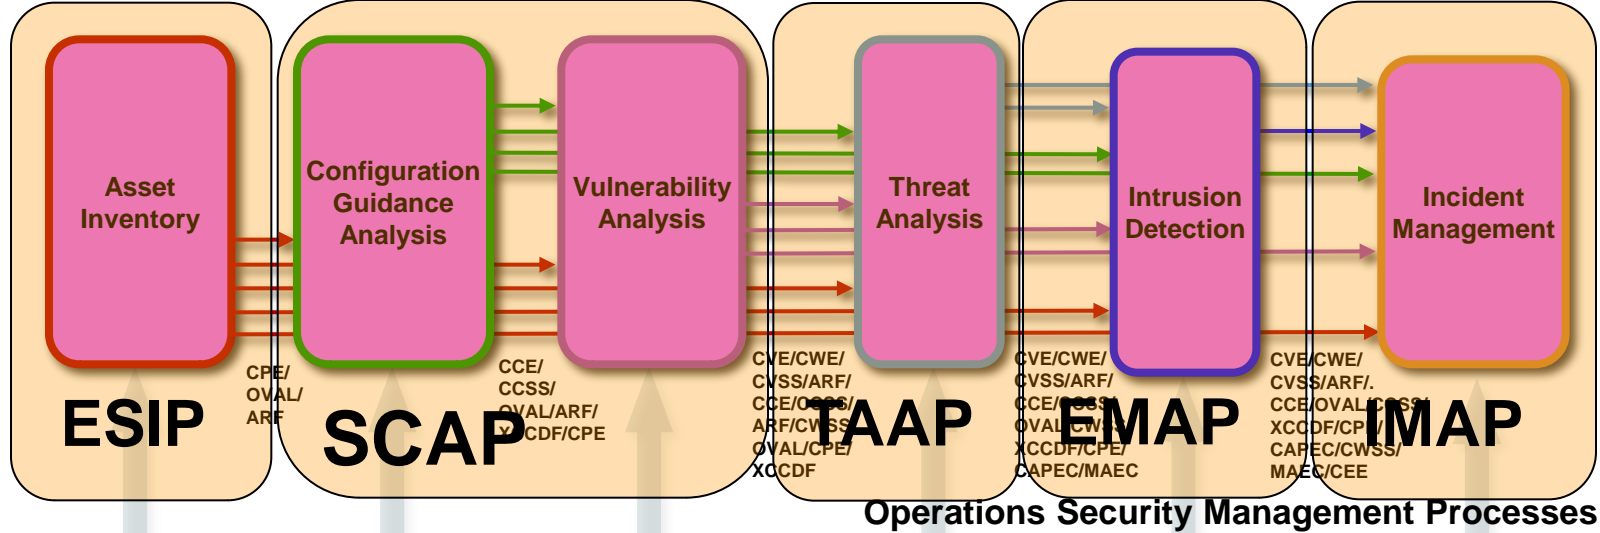 Asset
Inventory
Configuration
Guidance
Analysis
Vulnerability
Analysis
Threat
Analysis
Intrusion
Detection
Incident
Management
CPE/
OVAL/
ARF
CCE/
CCSS/
OVAL/ARF/
XCCDF/CPE
CVE/CWE/
CVSS/ARF/
CCE/CCSS/
ARF/CWSS/
OVAL/CPE/
XCCDF
CVE/CWE/
CVSS/ARF/
CCE/CCSS/
OVAL/CWSS/
XCCDF/CPE/
CAPEC/MAEC
CVE/CWE/
CVSS/ARF/.
CCE/OVAL/CCSS/
XCCDF/CPE/
CAPEC/CWSS/
MAEC/CEE
ESIP
SCAP
TAAP
EMAP
IMAP
Operations Security Management Processes